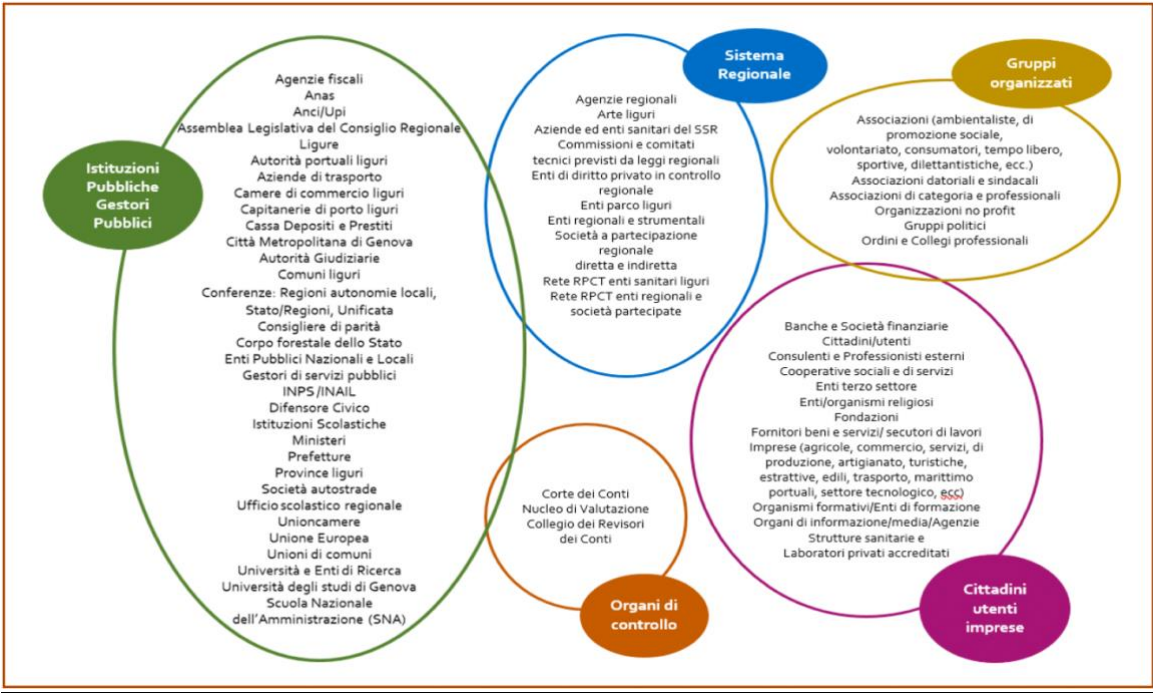 Istituzioni
Pubbliche
Gestori
Pubblici
Agenzie fiscali
Anas
Anci/Upi
Assemblea Legislativa del Consiglio Regionale
Ligure
Autorità portuali liguri
Aziende di trasporto
Camere di commercio liguri
Capitanerie di porto liguri
Cassa Depositi e Prestiti
Città Metropolitana di Genova
Autorità Giudiziarie
Comuni liguri
Conferenze: Regioni autonomie locali,
Stato/Regioni, Unificata
Consigliere di parità
Corpo forestale dello Stato
Enti Pubblici Nazionali e Locali
Gestori di servizi pubblici
INPS/INAIL
Difensore Civico
Istituzioni Scolastiche
Ministeri
Prefetture
Province liguri
Società autostrade
Ufficio scolastico regionale
Unioncamere
Unione Europea
Unioni di comuni
Università e Enti di Ricerca
Università degli studi di Genova
Scuola Nazionale
dell'Amministrazione (SNA)
Sistema
Regionale
Agenzie regionali
Arte liguri
Aziende ed enti sanitari del SSR
Commissioni e comitati
tecnici previsti da leggi regionali
Enti di diritto privato in controllo
regionale
Enti parco liguri
Enti regionali e strumentali
Società a partecipazione
regionale
diretta e indiretta
Rete RPCT enti sanitari liguri
Rete RPCT enti regionali e
società partecipate
Gruppi
organizzati
Associazioni (ambientaliste, di
promozione sociale,
volontariato, consumatori, tempo libero,
sportive, dilettantistiche, ecc.)
Associazioni datoriali e sindacali
Associazioni di categoria e professionali
Organizzazioni no profit
Gruppi politici
Ordini e Collegi professionali
Corte dei Conti
Nucleo di Valutazione
Collegio dei Revisori
dei Conti
Organi di
controllo
Banche e Società finanziarie
Cittadini/utenti
Consulenti e Professionisti esterni
Cooperative sociali e di servizi
Enti terzo settore
Enti/organismi religiosi
Fondazioni
Fornitori beni e servizi/ secutori di lavori
Imprese (agricole, commercio, servizi, di
produzione, artigianato, turistiche,
estrattive, edili, trasporto, marittimo
portuali, settore tecnologico, ecc)
Organismi formativi/Enti di formazione
Organi di informazione/media/Agenzie
Strutture sanitarie e
Laboratori privati accreditati
Cittadini
utenti
imprese